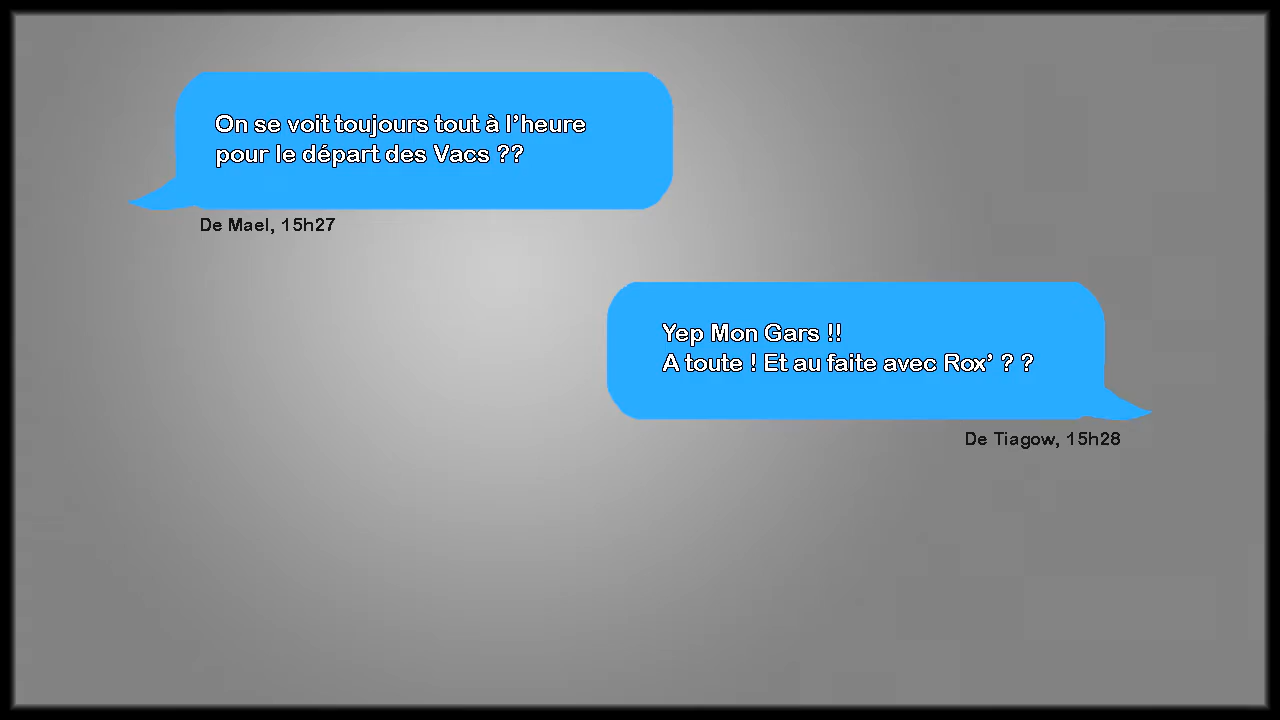 On se voit toujours tout à l’heure
pour le départ des Vacs ??
De Mael, 15h27
Yep Mon Gars !!
A toute ! Et au faite avec Rox’ ? ?
De Tiagow, 15h28